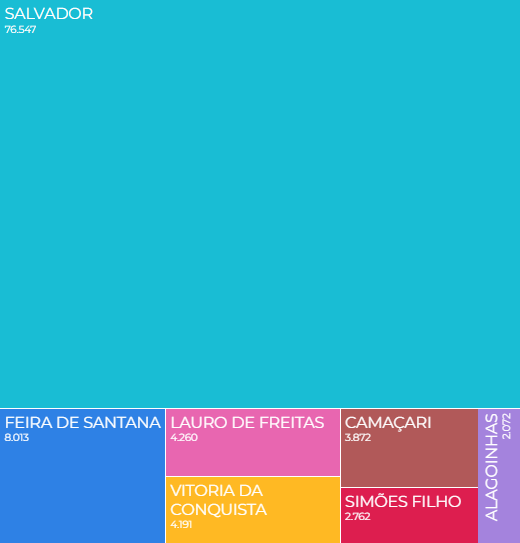 SALVADOR
76.547
FEIRA DE SANTANA
8.013
LAURO DE FREITAS
4.260
VITORIA DA
CONQUISTA
4.191
CAMAÇARI
3.872
SIMÕES FILHO
2.762
ALAGOINHAS
2.072